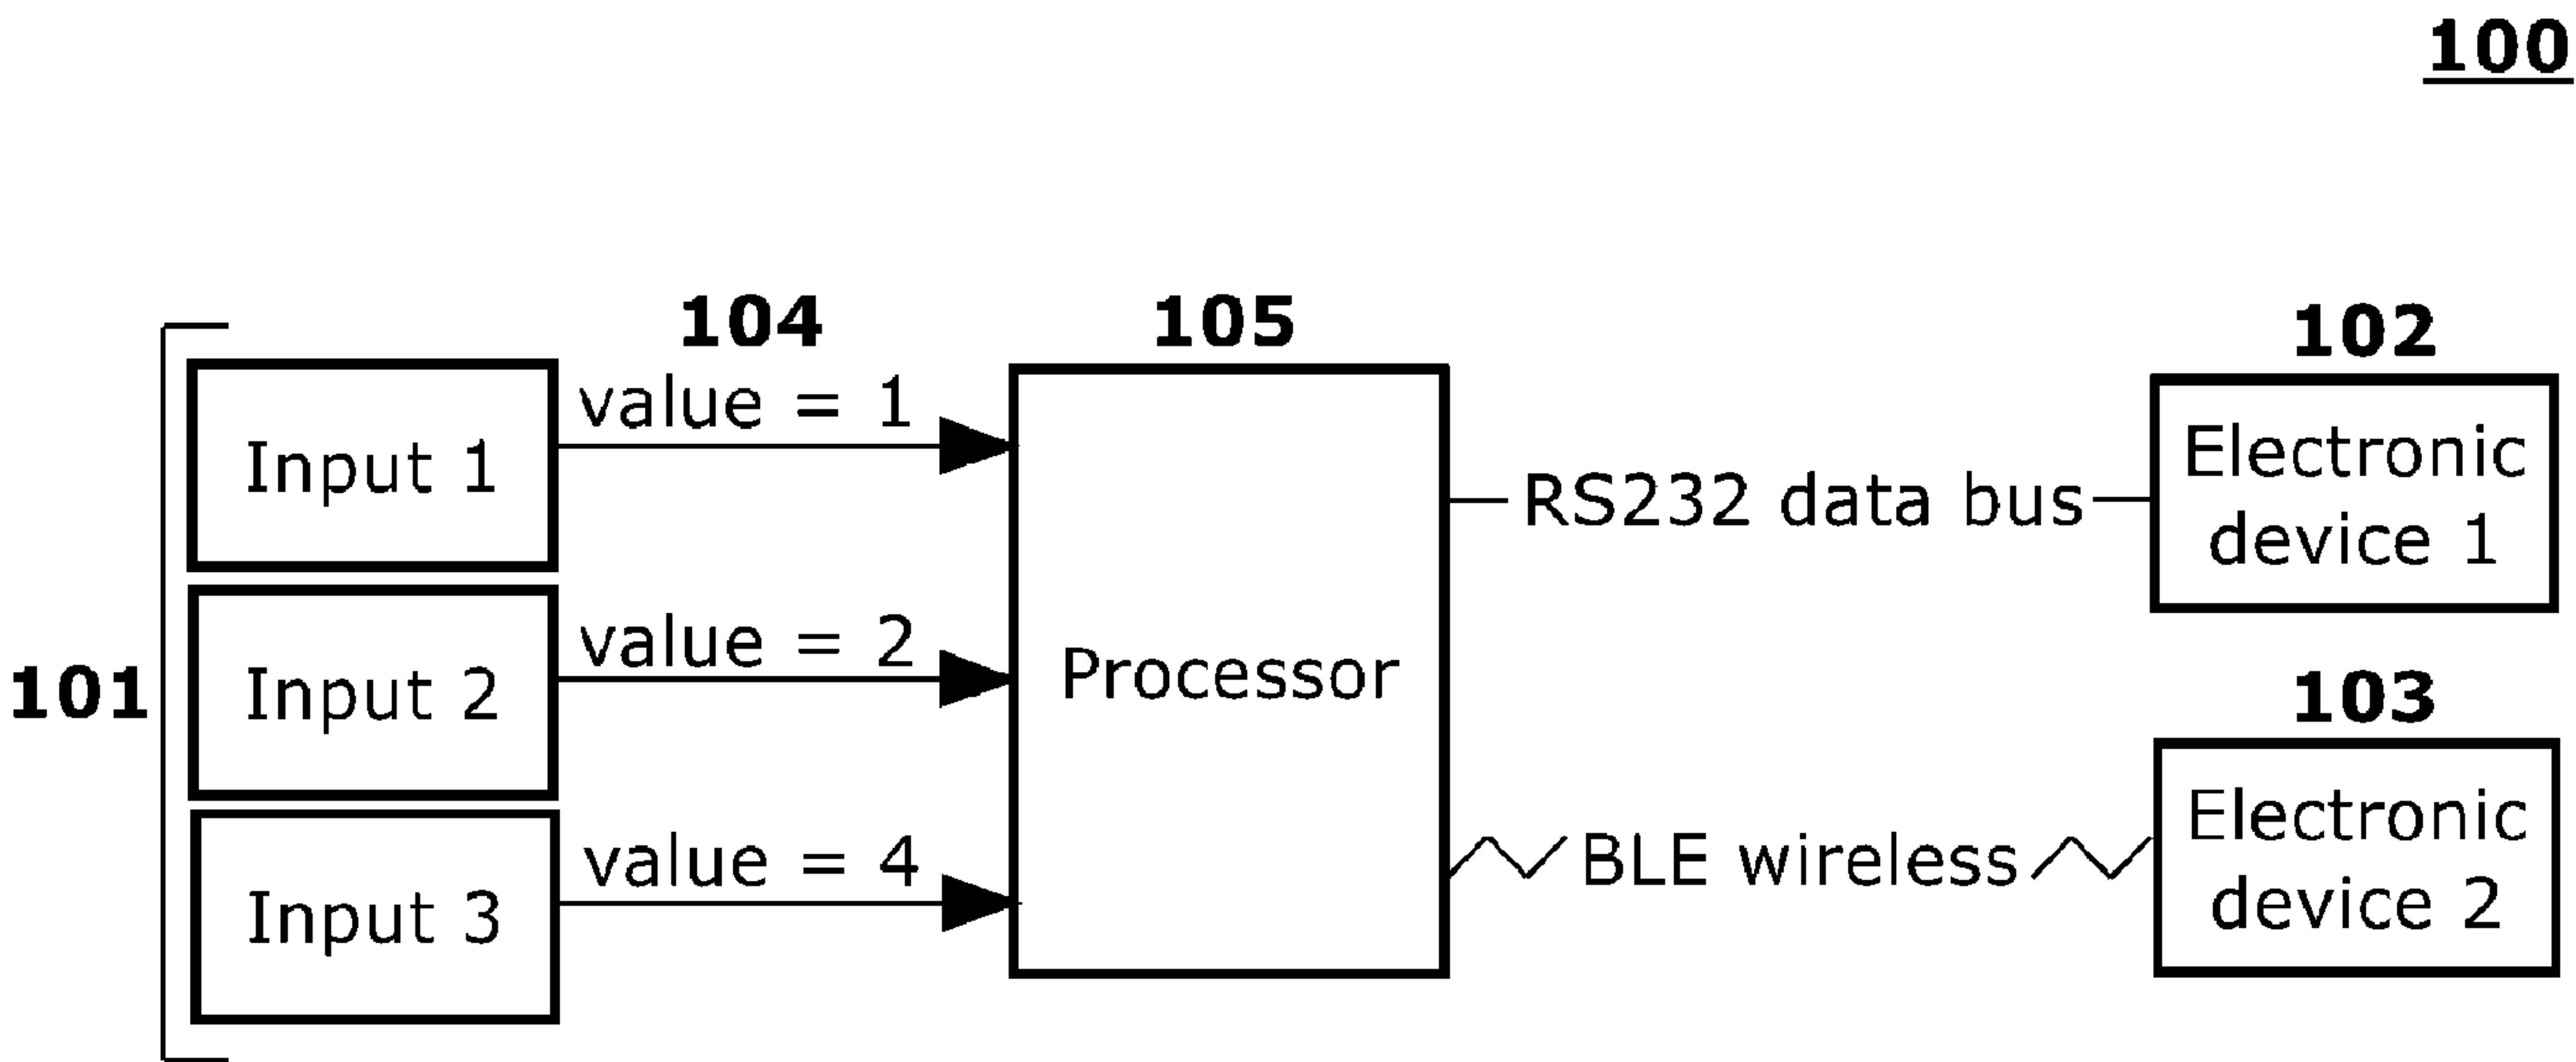 100
104
105
102
value = 1
Input 1
Electronic
device 1
RS232 data bus
value = 2
Input 2
101
Processor
103
value = 4
Input 3
BLE wireless
Electronic
device 2